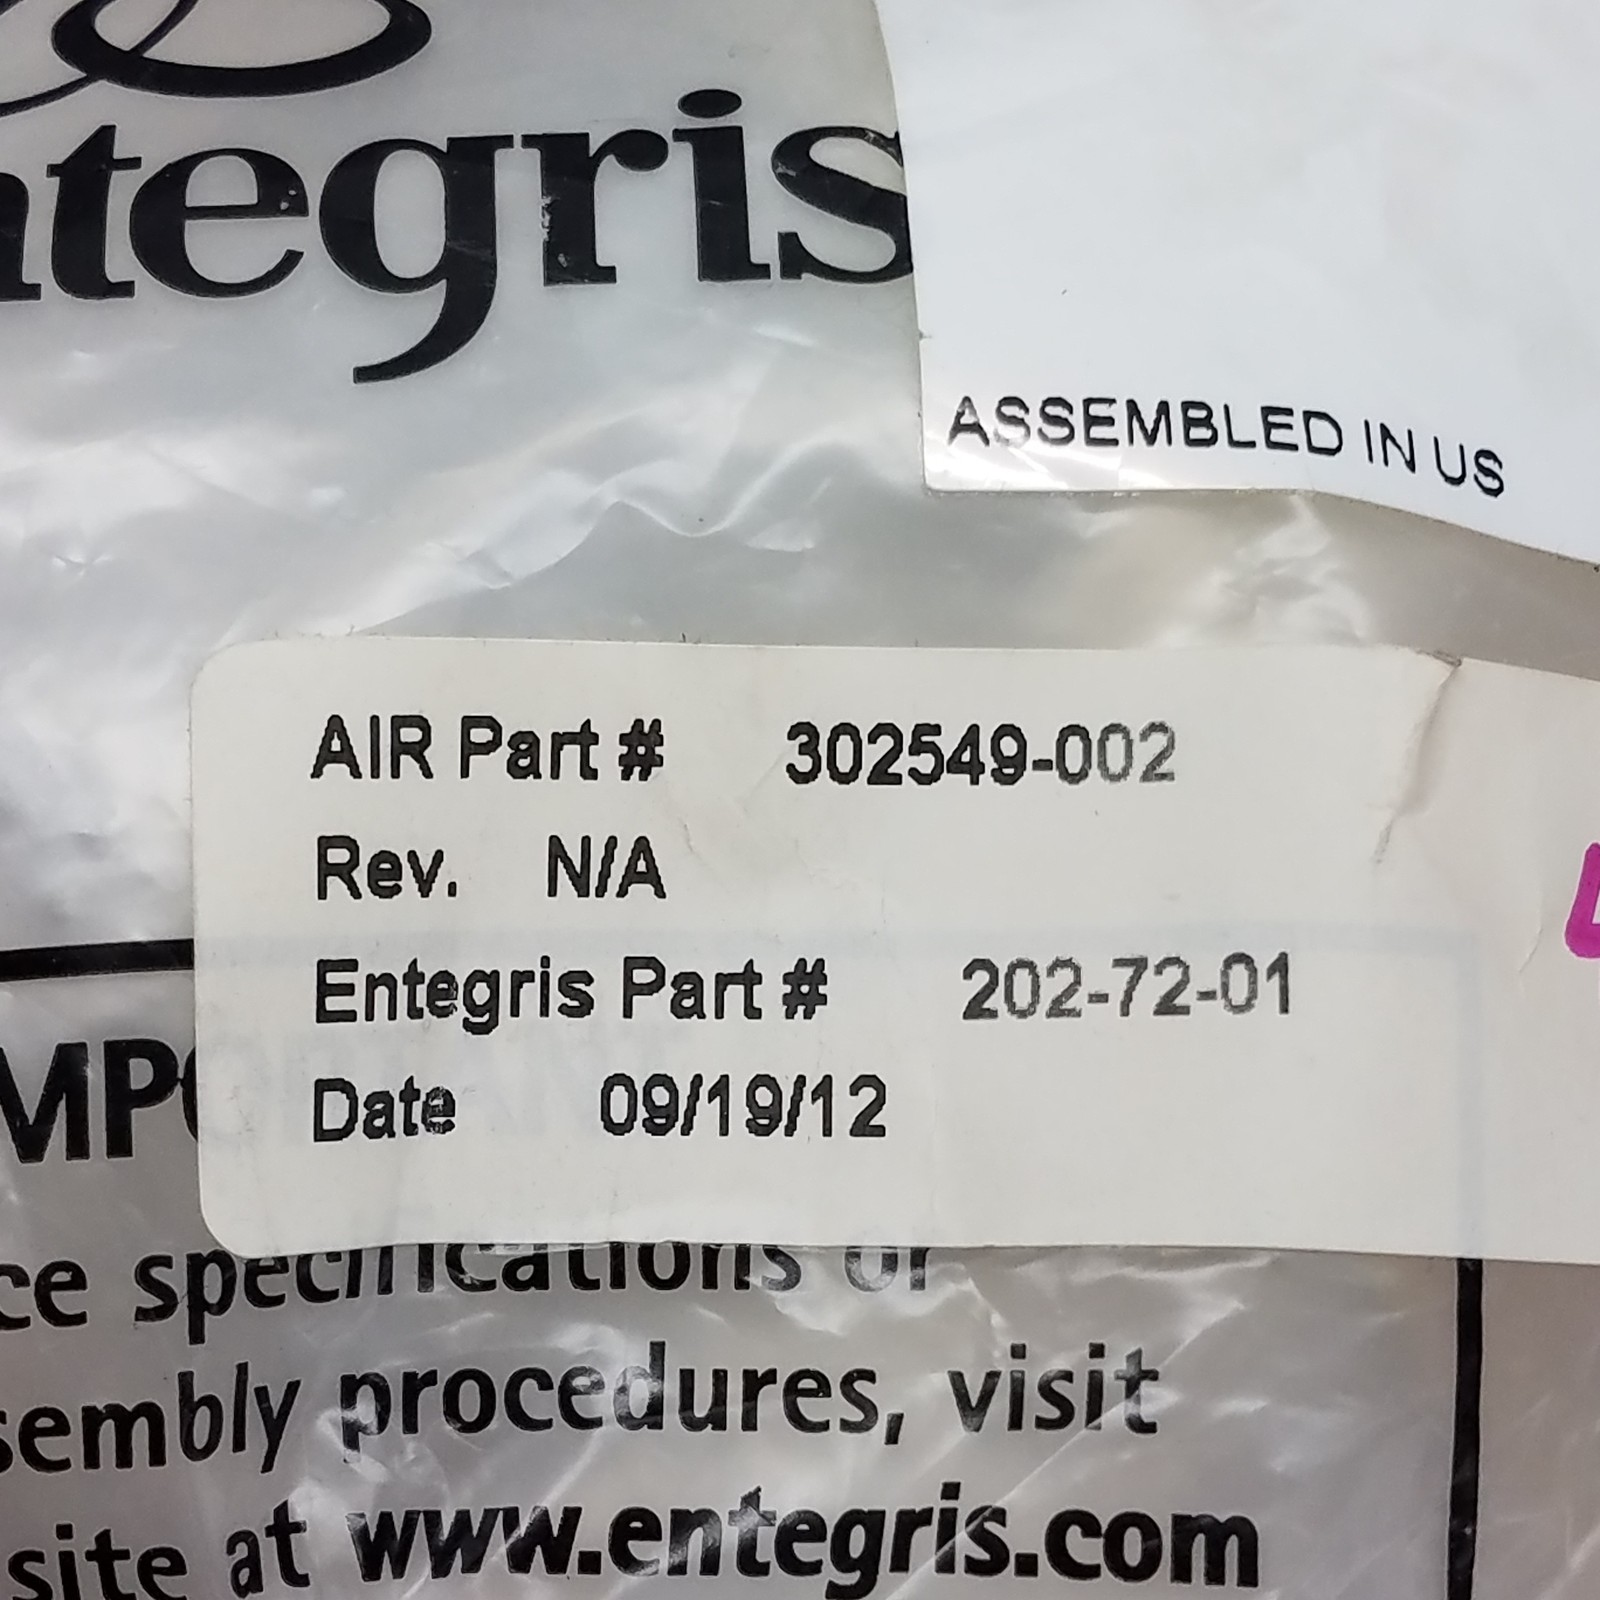 ntegris
ASSEMBLED IN US
AIR Part # 302549-002
Rev. N/A
Entegris Part # 202-72-01
Date 09/19/12
MPO
ce specifications or
sembly procedures, visit
site at www.entegris.com